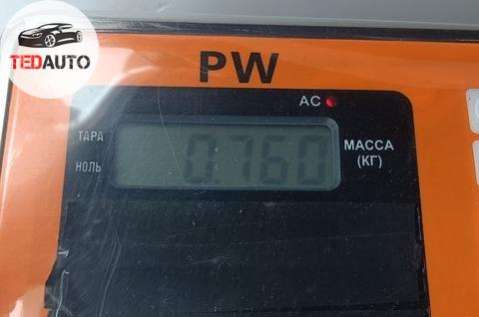 TEDAUTO
PW
AC
ТАРА
НОЛЬ
0.760
МАССА
(КГ)